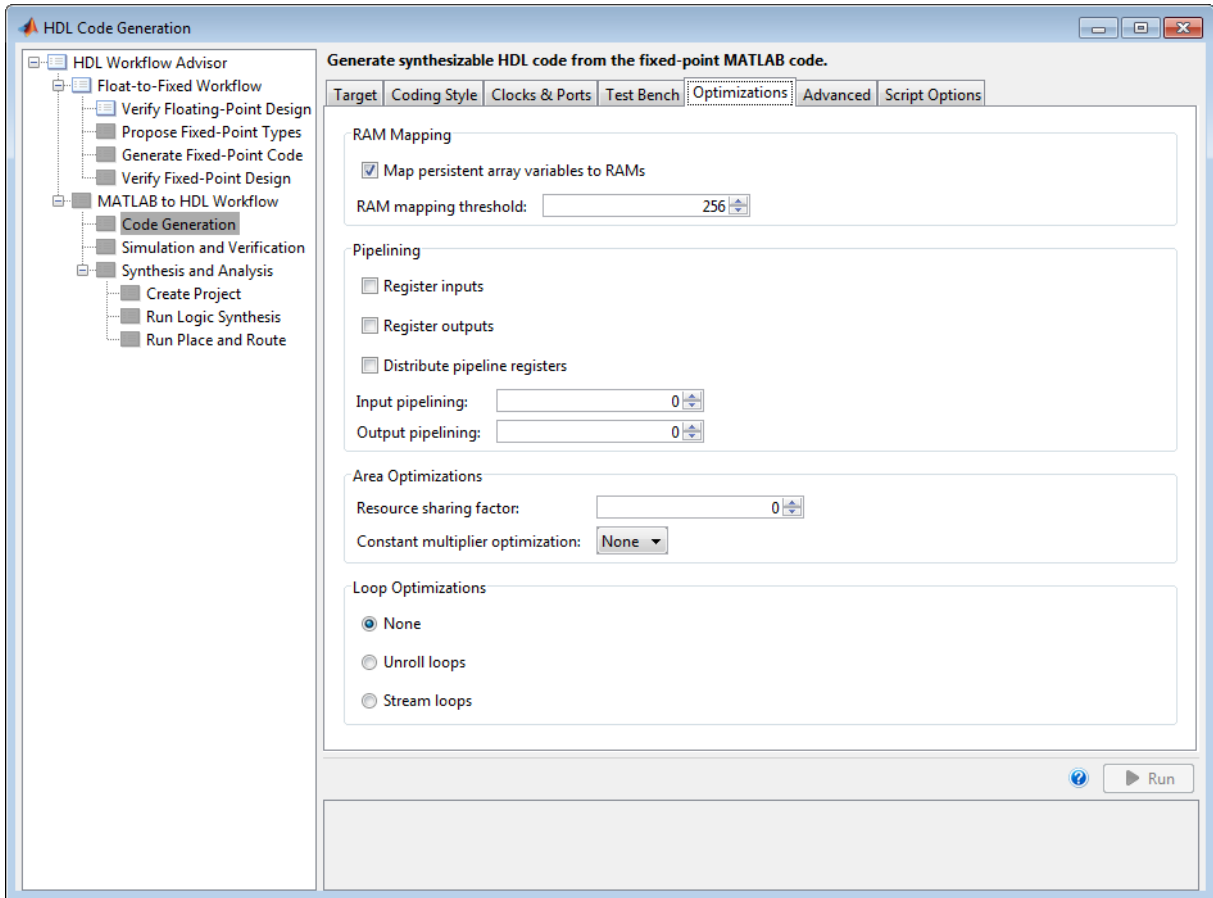 HDL Code Generation
HDL Workflow Advisor
Float-to-Fixed Workflow
Verify Floating-Point Design
Propose Fixed-Point Types
Generate Fixed-Point Code
Verify Fixed-Point Design
MATLAB to HDL Workflow
Code Generation
Simulation and Verification
Synthesis and Analysis
Create Project
Run Logic Synthesis
Run Place and Route
Generate synthesizable HDL code from the fixed-point MATLAB code.
Target Coding Style Clocks & Ports Test Bench Optimizations Advanced Script Options
RAM Mapping
Map persistent array variables to RAMs
RAM mapping threshold: 256
Pipelining
Register inputs
Register outputs
Distribute pipeline registers
Input pipelining: 0
Output pipelining: 0
Area Optimizations
Resource sharing factor: 0
Constant multiplier optimization: None
Loop Optimizations
None
Unroll loops
Stream loops
? Run